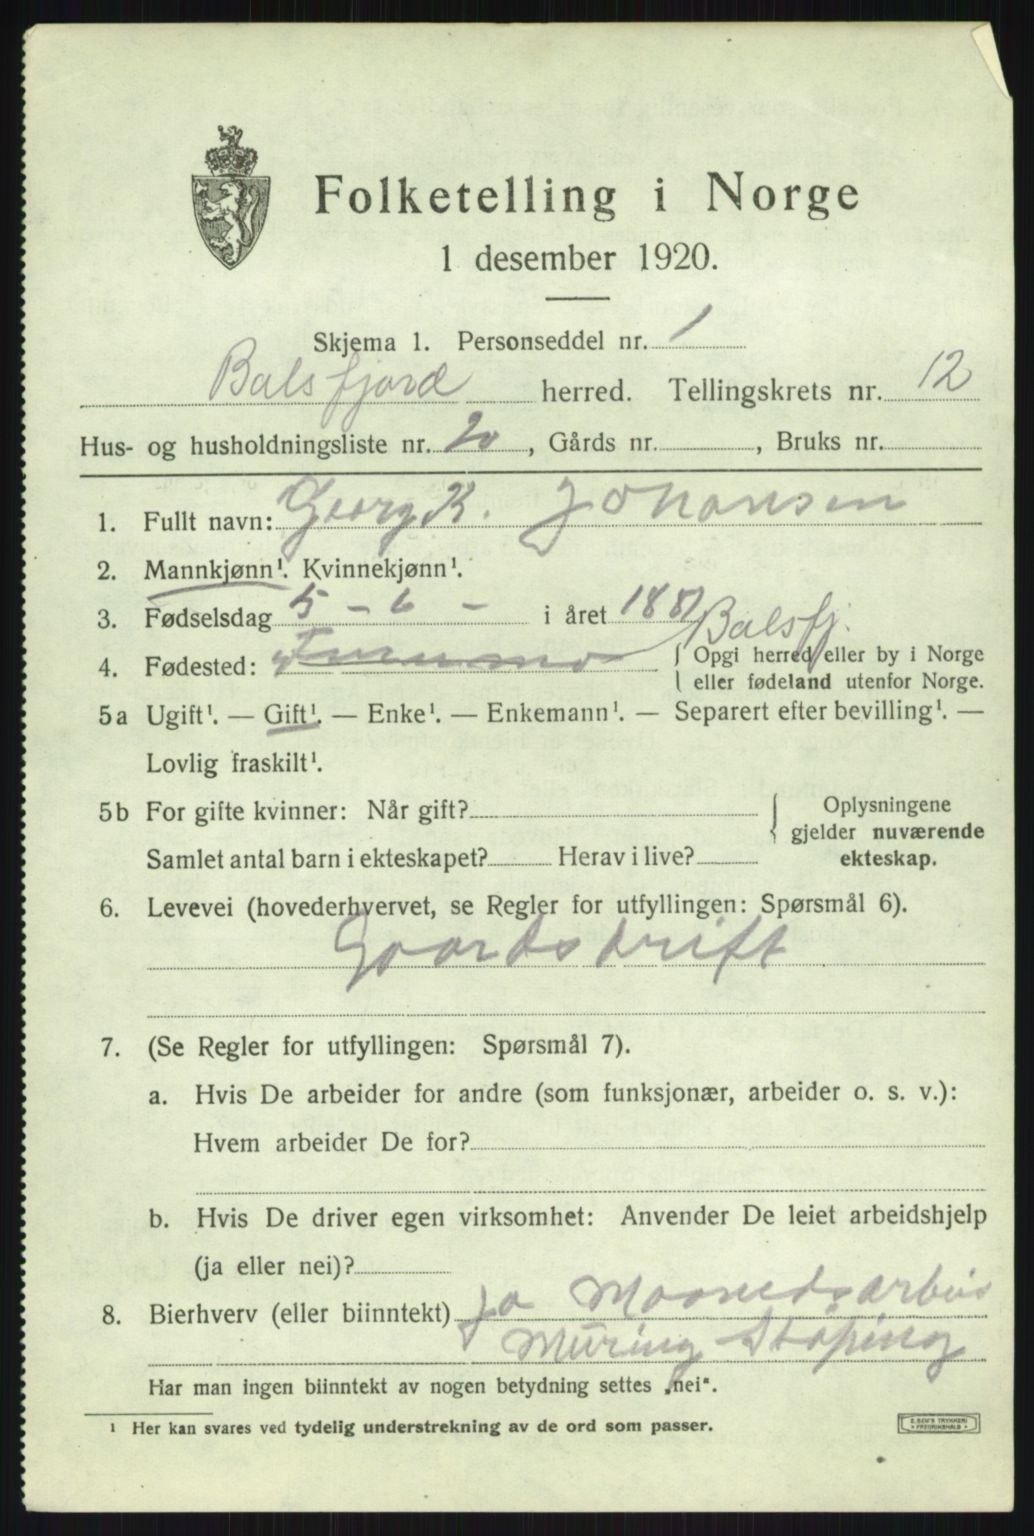 Folketelling i Norge
1 desember 1920.
Skjema 1. Personseddel nr. 1
Balsfjord herred. Tellingskrets nr. 12
Hus- og husholdningsliste nr. 20, Gårds nr. , Bruks nr.
1. Fullt navn: Georg K. Johansen
2. Mannkjønn¹. Kvinnekjønn¹.
3. Fødselsdag 5 - 6 - i året 1881
Balsfj.
4. Fødested: { Opgi herred eller by i Norge
eller fødeland utenfor Norge.
5a Ugift¹. — Gift¹. — Enke¹. — Enkemann¹. — Separert efter bevilling¹. —
Lovlig fraskilt¹.
5b For gifte kvinner: Når gift? { Oplysningene
gjelder nuværende
Samlet antal barn i ekteskapet? Herav i live? ekteskap.
6. Levevei (hovederhvervet, se Regler for utfyllingen: Spørsmål 6).
Gaardsdrift
7. (Se Regler for utfyllingen: Spørsmål 7).
a. Hvis De arbeider for andre (som funksjonær, arbeider o. s. v.):
Hvem arbeider De for?
b. Hvis De driver egen virksomhet: Anvender De leiet arbeidshjelp
(ja eller nei)?
8. Bierhverv (eller biinntekt) Ja
Müring Støping
Har man ingen biinntekt av nogen betydning settes „nei".
¹ Her kan svares ved tydelig understrekning av de ord som passer.
E. SEM'S TRYKKERI
FREDRIKSHALD